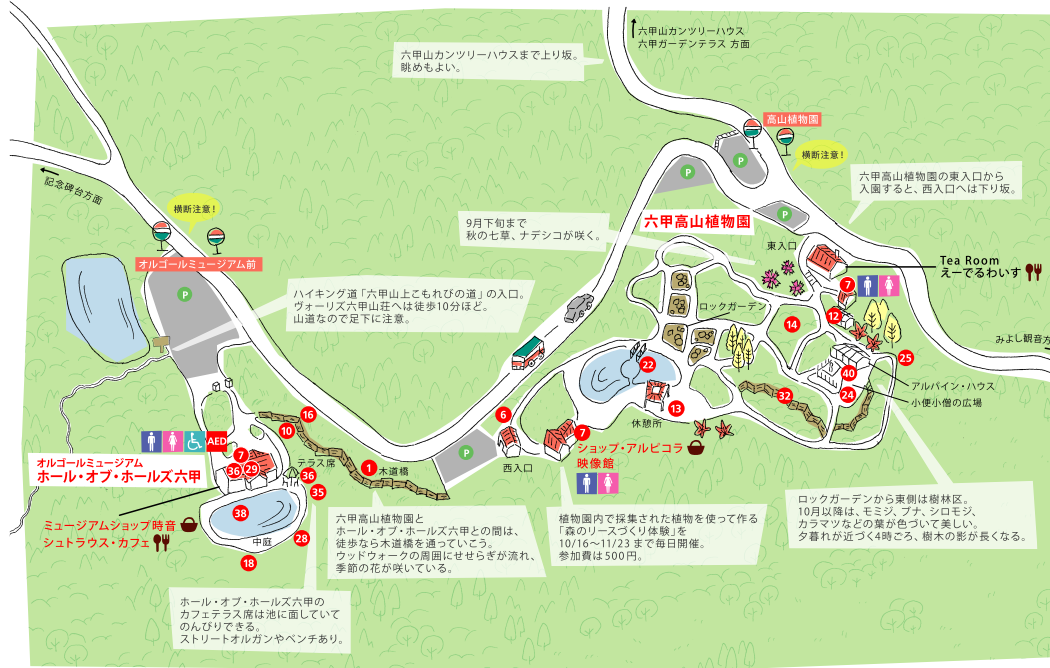 六甲山カンツリーハウス
六甲ガーデンテラス 方面
六甲山カンツリーハウスまで上り坂。
眺めもよい。
高山植物園
横断注意!
P
P
P
六甲高山植物園の東入口から
入園すると、西入口へは下り坂。
記念碑台方面
横断注意!
オルゴールミュージアム前
P
9月下旬まで
秋の七草、ナデシコが咲く。
六甲高山植物園
東入口
Tea Room
えーでるわいす
7
12
ハイキング道「六甲山上こもれびの道」の入口。
ヴォーリズ六甲山荘へは徒歩10分ほど。
山道なので足下に注意。
ロックガーデン
14
みよし観音方
25
22
40
アルパイン・ハウス
24
小便小僧の広場
32
13
休憩所
6
7
ショップ・アルピコラ
映像館
西入口
P
16
10
1
木道橋
AED
7
36
29
テラス席
36
35
オルゴールミュージアム
ホール・オブ・ホールズ六甲
38
中庭
28
18
ミュージアムショップ時音
シュトラウス・カフェ
六甲高山植物園と
ホール・オブ・ホールズ六甲との間は、
徒歩なら木道橋を通っていこう。
ウッドウォークの周囲にせせらぎが流れ、
季節の花が咲いている。
植物園内で採集された植物を使って作る
「森のリースづくり体験」を
10/16〜11/23まで毎日開催。
参加費は500円。
ロックガーデンから東側は樹林区。
10月以降は、モミジ、ブナ、シロモジ、
カラマツなどの葉が色づいて美しい。
夕暮れが近づく4時ごろ、樹木の影が長くなる。
ホール・オブ・ホールズ六甲の
カフェテラス席は池に面していて
のんびりできる。
ストリートオルガンやベンチあり。